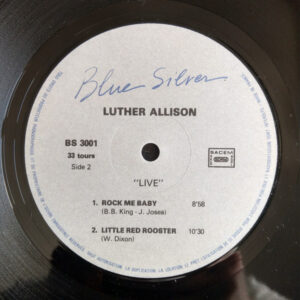 Blue Silver
LUTHER ALLISON
BS 3001
33 tours
Side 2
SACEM
"LIVE"
1. ROCK ME BABY 8'58
(B.B. King - J. Josea)
2. LITTLE RED ROOSTER 10'30
(W. Dixon)